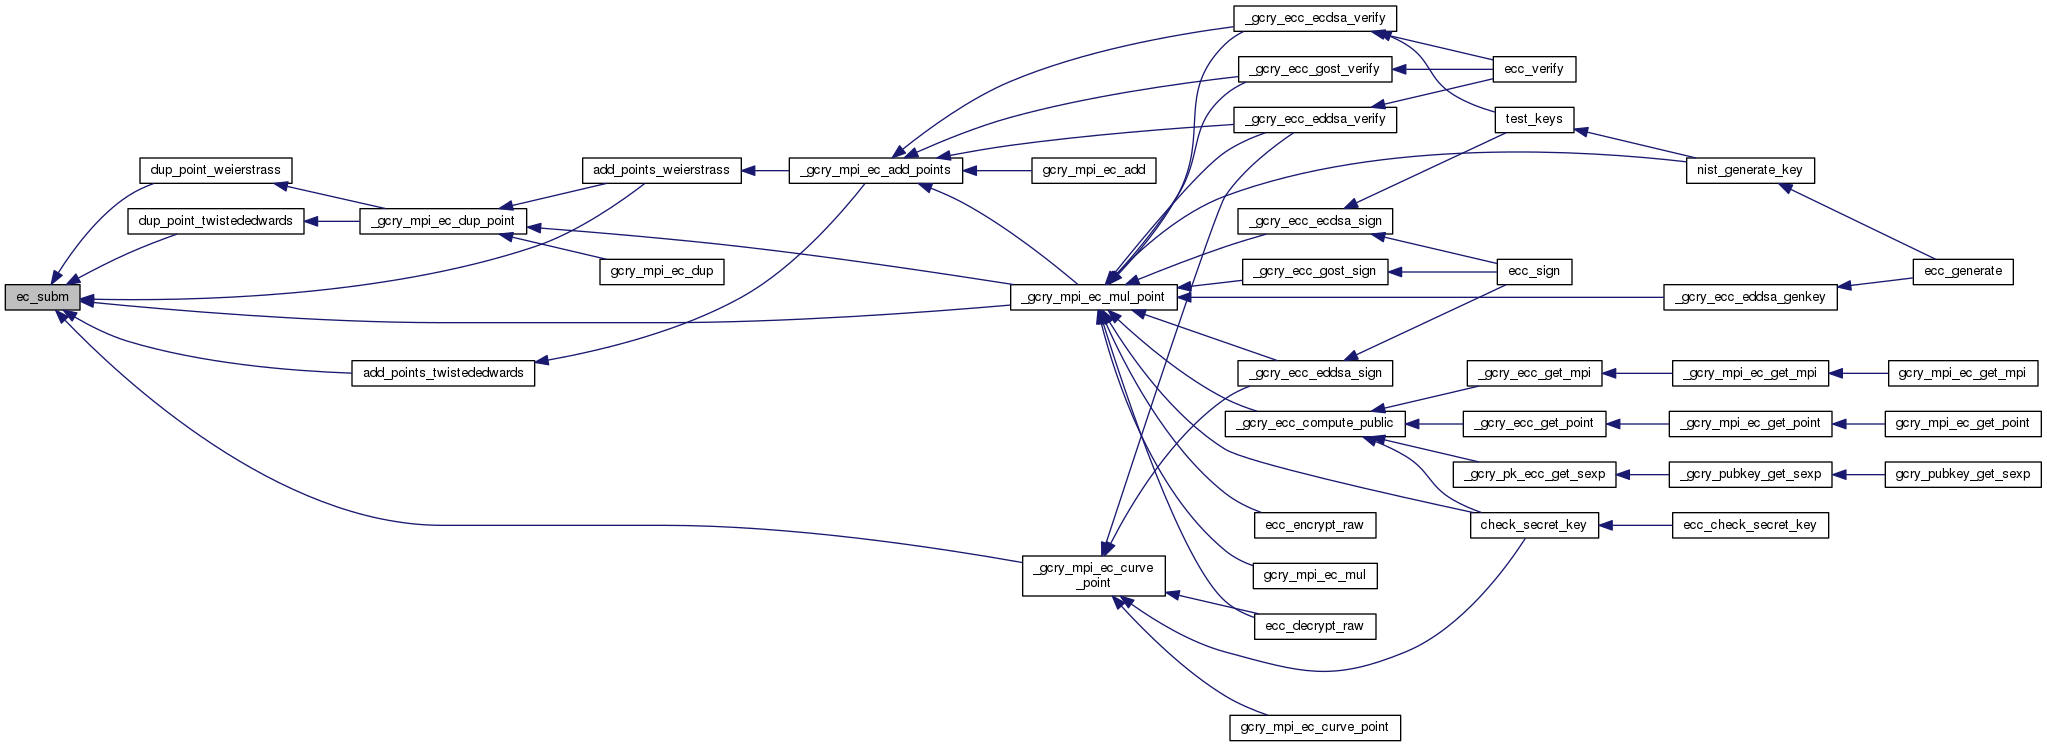 _gcry_ecc_ecdsa_verify
_gcry_ecc_gost_verify
ecc_verify
_gcry_ecc_eddsa_verify
test_keys
dup_point_weierstrass
add_points_weierstrass
_gcry_mpi_ec_add_points
gcry_mpi_ec_add
nist_generate_key
dup_point_twistededwards
_gcry_mpi_ec_dup_point
_gcry_ecc_ecdsa_sign
gcry_mpi_ec_dup
_gcry_ecc_gost_sign
ecc_sign
ecc_generate
ec_subm
_gcry_mpi_ec_mul_point
_gcry_ecc_eddsa_genkey
add_points_twistededwards
_gcry_ecc_eddsa_sign
_gcry_ecc_get_mpi
_gcry_mpi_ec_get_mpi
gcry_mpi_ec_get_mpi
_gcry_ecc_compute_public
_gcry_ecc_get_point
_gcry_mpi_ec_get_point
gcry_mpi_ec_get_point
_gcry_pk_ecc_get_sexp
_gcry_pubkey_get_sexp
gcry_pubkey_get_sexp
ecc_encrypt_raw
check_secret_key
ecc_check_secret_key
_gcry_mpi_ec_curve
_point
gcry_mpi_ec_mul
ecc_decrypt_raw
gcry_mpi_ec_curve_point